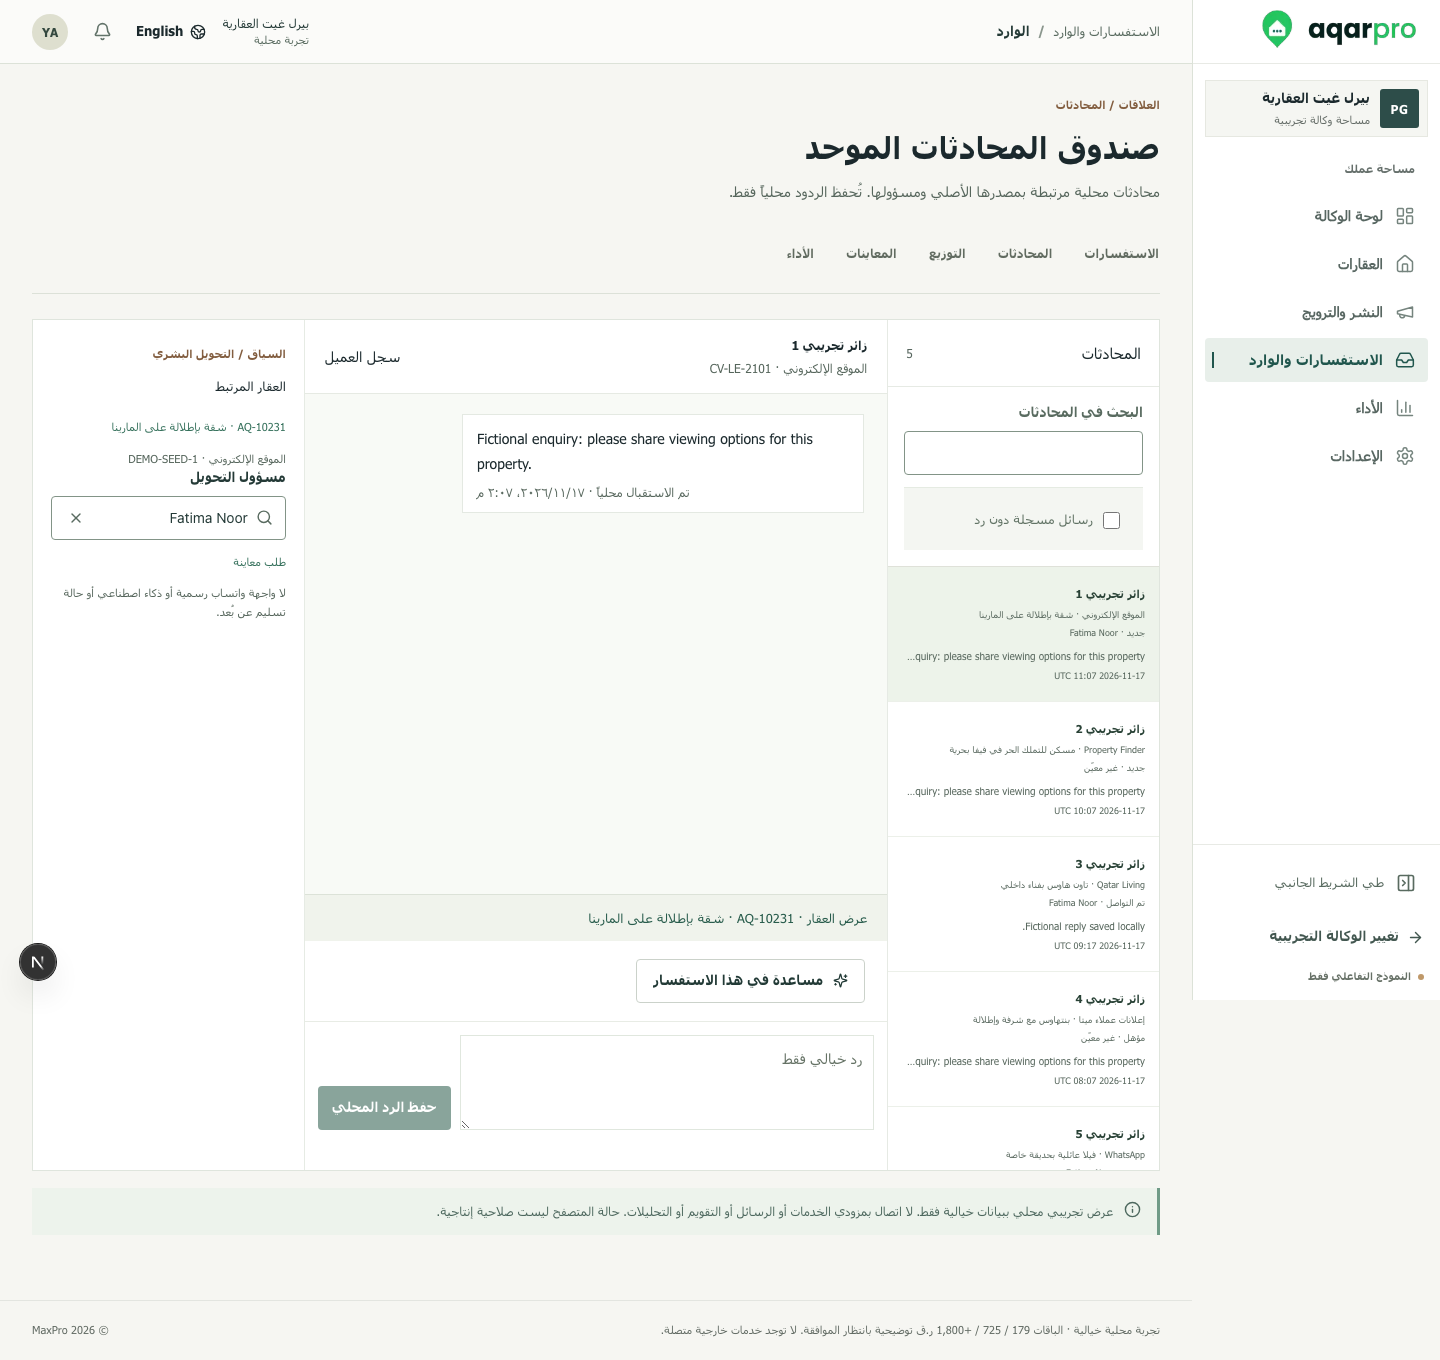 aqarpro
PG
بيرل غيت العقارية
مساحة وكالة تجريبية
مساحة عملك
لوحة الوكالة
العقارات
النشر والترويج
الاستفسارات والوارد
الأداء
الإعدادات
طي الشريط الجانبي
تغيير الوكالة التجريبية
النموذج التفاعلي فقط
الاستفسارات والوارد / الوارد
بيرل غيت العقارية
تجربة محلية
English
YA
العلاقات / المحادثات
صندوق المحادثات الموحد
محادثات محلية مرتبطة بمصدرها الأصلي ومسؤولها. تُحفظ الردود محلياً فقط.
الاستفسارات
المحادثات
التوزيع
المعاينات
الأداء
المحادثات
5
البحث في المحادثات
رسائل مسجلة دون رد
زائر تجريبي 1
الموقع الإلكتروني · شقة بإطلالة على المارينا
جديد · Fatima Noor
...quiry: please share viewing options for this property
UTC 11:07 2026-11-17
زائر تجريبي 2
Property Finder · مسكن للتملك الحر في فيفا بحرية
جديد · غير معيّن
...quiry: please share viewing options for this property
UTC 10:07 2026-11-17
زائر تجريبي 3
Qatar Living · تاون هاوس بفناء داخلي
تم التواصل · Fatima Noor
.Fictional reply saved locally
UTC 09:17 2026-11-17
زائر تجريبي 4
إعلانات عملاء ميتا · بنتهاوس مع شرفة وإطلالة
مؤهل · غير معيّن
...quiry: please share viewing options for this property
UTC 08:07 2026-11-17
زائر تجريبي 5
WhatsApp · فيلا عائلية بحديقة خاصة
زائر تجريبي 1
الموقع الإلكتروني · CV-LE-2101
سجل العميل
Fictional enquiry: please share viewing options for this
property.
تم الاستقبال محلياً · ٢٠٢٦/١١/١٧، ٢:٠٧ م
عرض العقار · AQ-10231 · شقة بإطلالة على المارينا
مساعدة في هذا الاستفسار
رد خيالي فقط
حفظ الرد المحلي
السياق / التحويل البشري
العقار المرتبط
AQ-10231 · شقة بإطلالة على المارينا
الموقع الإلكتروني · DEMO-SEED-1
مسؤول التحويل
Fatima Noor
طلب معاينة
لا واجهة واتساب رسمية أو ذكاء اصطناعي أو حالة
تسليم عن بُعد.
N
عرض تجريبي محلي ببيانات خيالية فقط. لا اتصال بمزودي الخدمات أو الرسائل أو التقويم أو التحليلات. حالة المتصفح ليست صلاحية إنتاجية.
تجربة محلية خيالية · الباقات 179 / 725 / +1,800 ر.ق توضيحية بانتظار الموافقة. لا توجد خدمات خارجية متصلة.
MaxPro 2026 ©